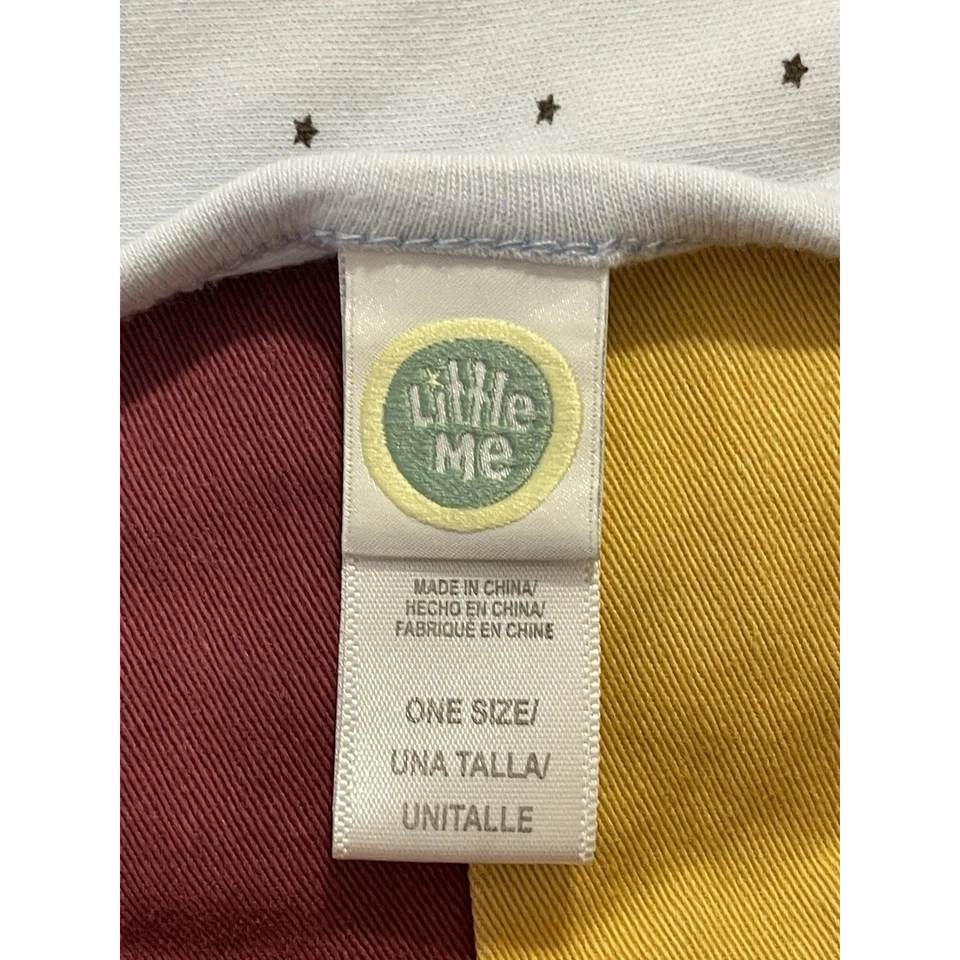 Little
Me
MADE IN CHINA/
HECHO EN CHINA/
FABRIQUÉ EN CHINE
ONE SIZE/
UNA TALLA/
UNITALLE